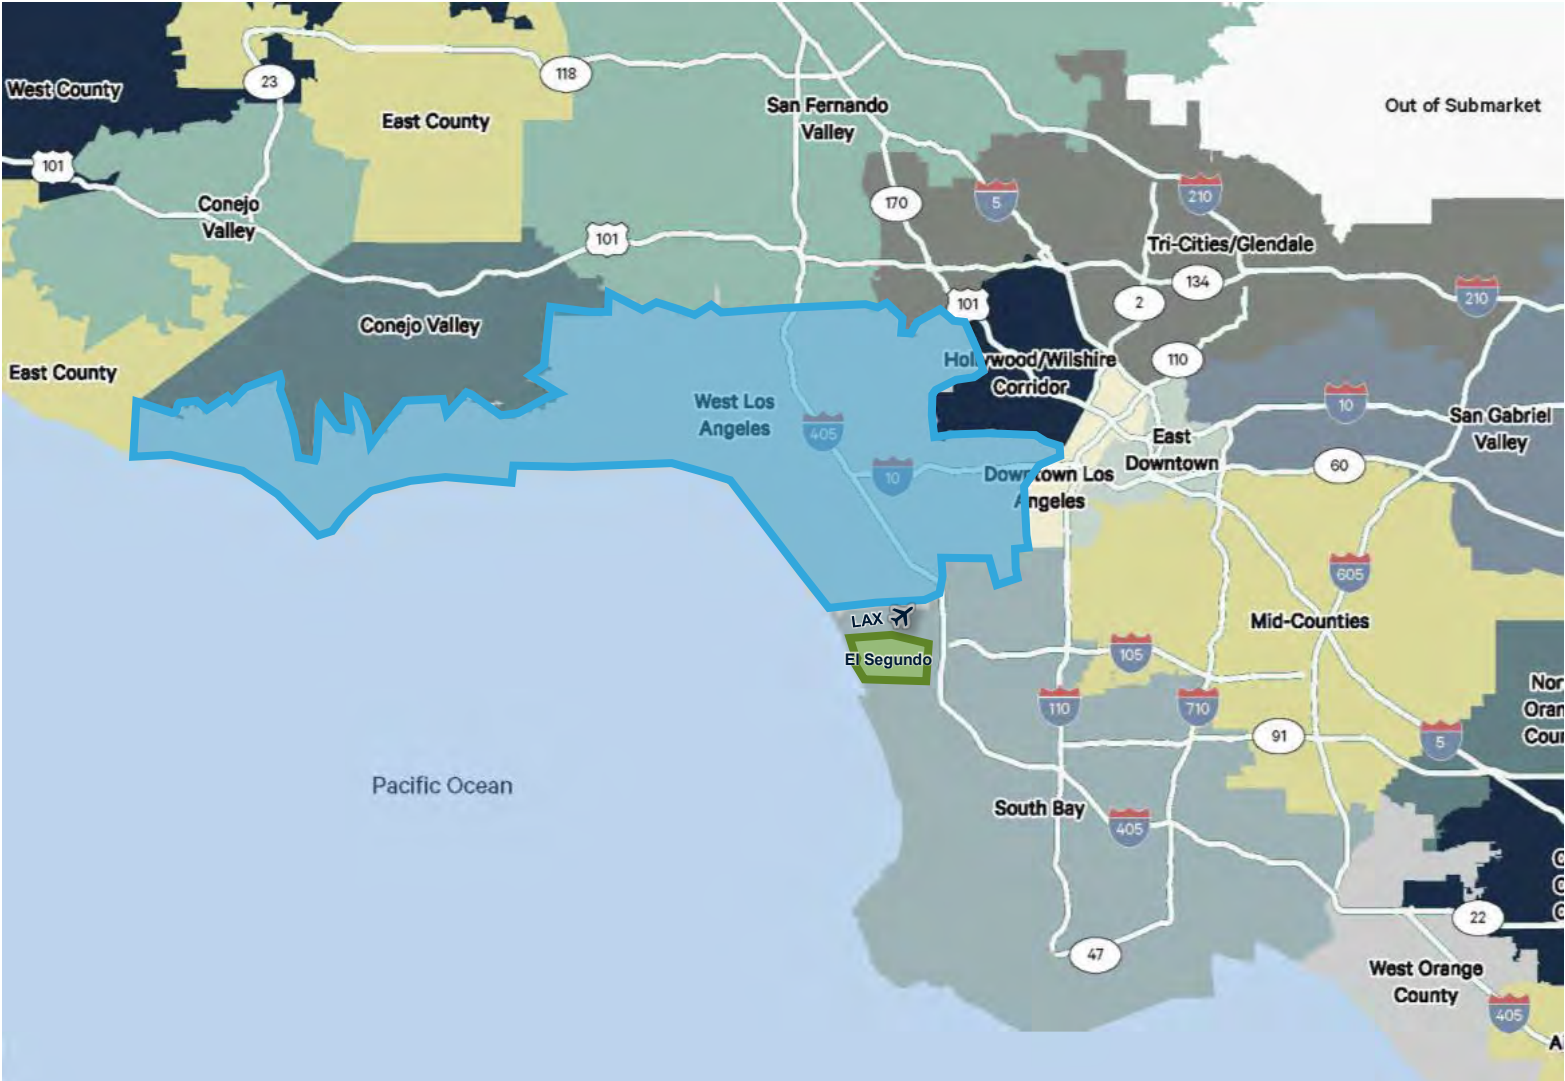 West County
23
118
East County
San Fernando
Valley
Out of Submarket
101
Conejo
Valley
170
5
210
101
Tri-Cities/Glendale
134
2
210
101
Conejo Valley
110
Hollywood/Wilshire
Corridor
East County
West Los
Angeles
405
10
10
San Gabriel
Valley
East
Downtown
60
Downtown Los
Angeles
605
LAX
El Segundo
Mid-Counties
105
110
710
91
5
Nor
Oran
Coun
Pacific Ocean
South Bay
405
22
47
West Orange
County
405